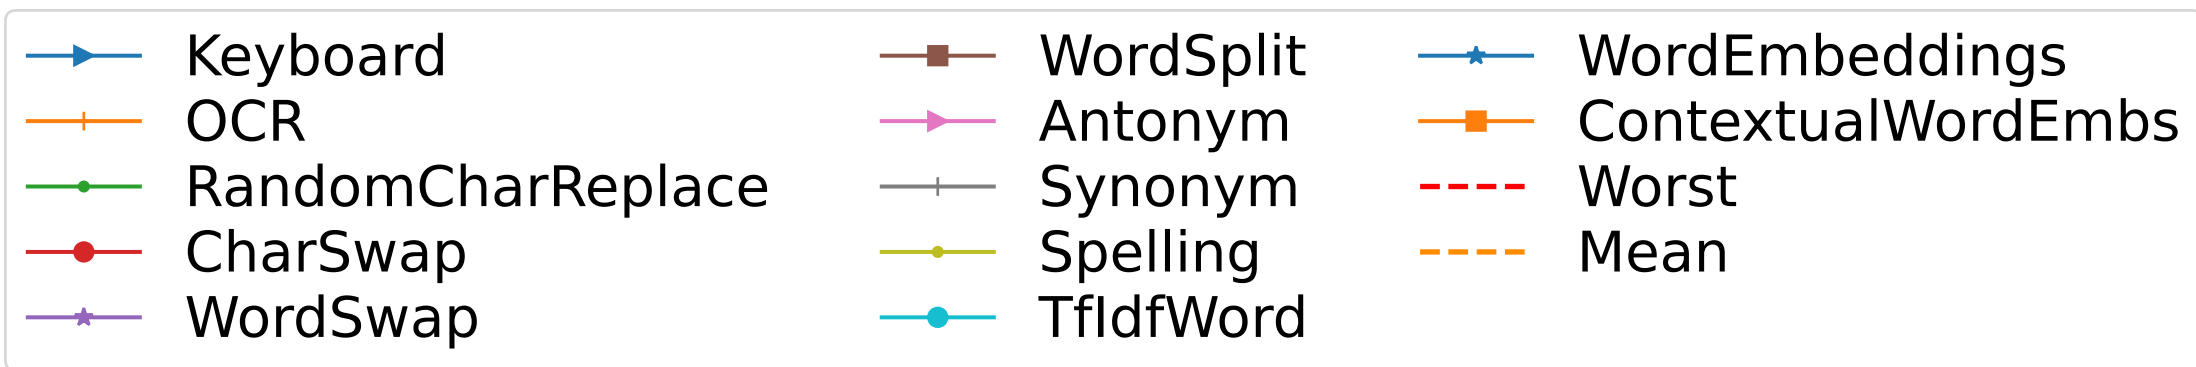 Keyboard
OCR
RandomCharReplace
CharSwap
WordSwap
WordSplit
Antonym
Synonym
Spelling
TfIdfWord
WordEmbeddings
ContextualWordEmbs
Worst
Mean